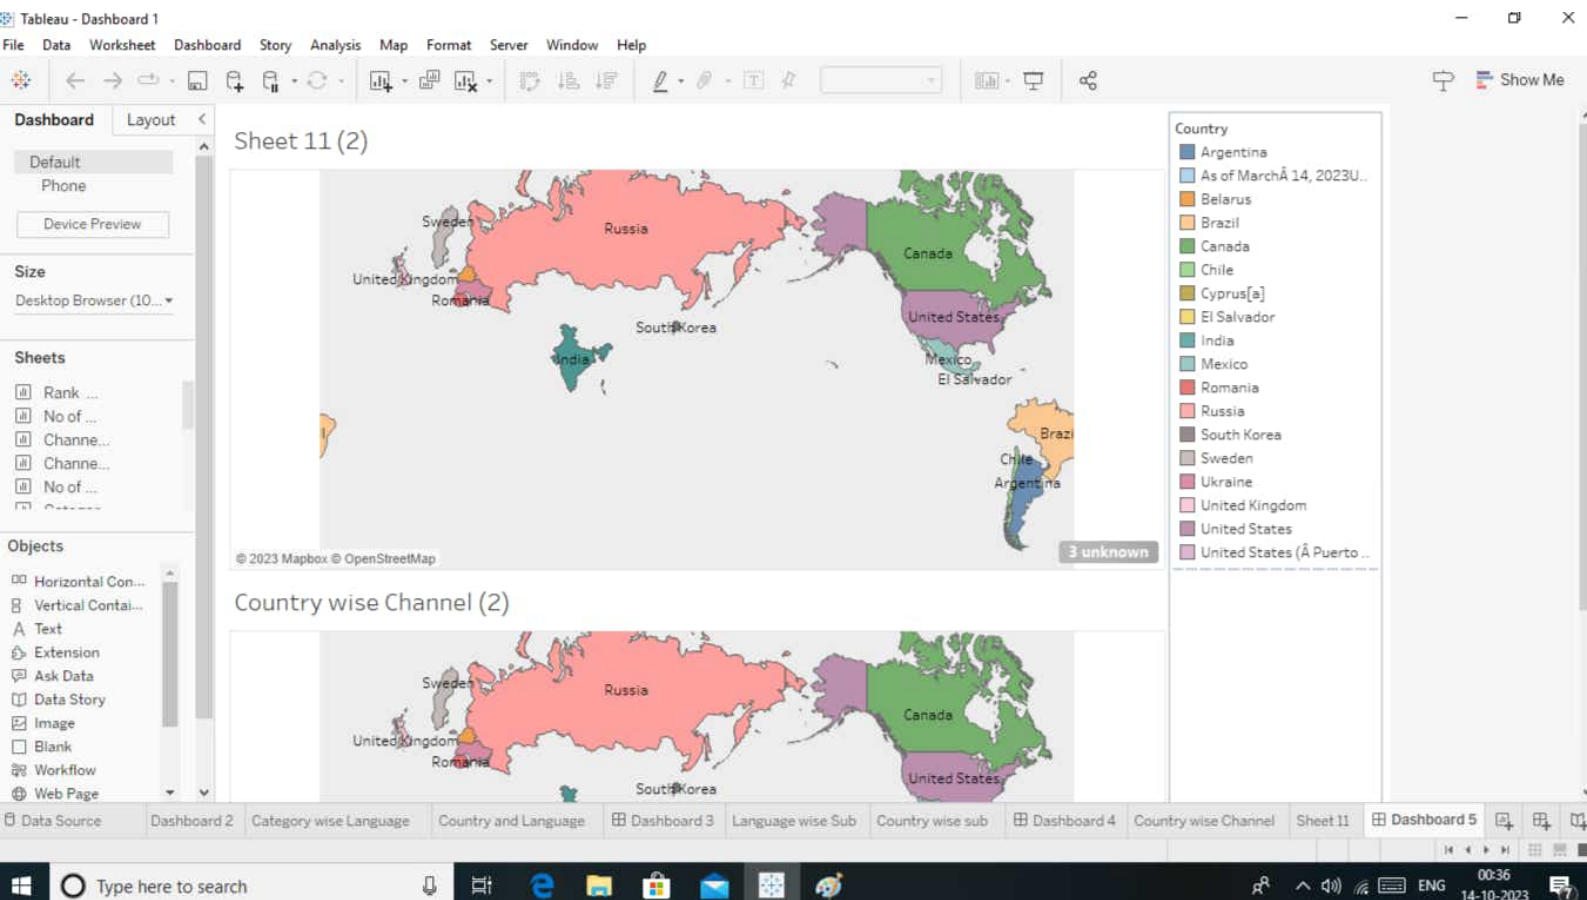 Tableau - Dashboard 1
File Data Worksheet Dashboard Story Analysis Map Format Server Window Help
Show Me
Dashboard Layout
Default
Phone
Device Preview
Size
Desktop Browser (10...
Sheets
Rank ...
No of ...
Channe...
Channe...
No of ...
Objects
Horizontal Con...
Vertical Contai...
Text
Extension
Ask Data
Data Story
Image
Blank
Workflow
Web Page
Sheet 11 (2)
Sweden
Russia
Canada
United Kingdom
Romania
South Korea
United States
India
Mexico
El Salvador
Brazi
Chile
Argentina
© 2023 Mapbox © OpenStreetMap
3 unknown
Country wise Channel (2)
Sweden
Russia
Canada
United Kingdom
Romania
United States
South Korea
Country
Argentina
As of MarchÂ 14, 2023U..
Belarus
Brazil
Canada
Chile
Cyprus[a]
El Salvador
India
Mexico
Romania
Russia
South Korea
Sweden
Ukraine
United Kingdom
United States
United States (Â Puerto ..
Data Source Dashboard 2 Category wise Language Country and Language Dashboard 3 Language wise Sub Country wise sub Dashboard 4 Country wise Channel Sheet 11 Dashboard 5
Type here to search
ENG
00:36
14-10-2023
7